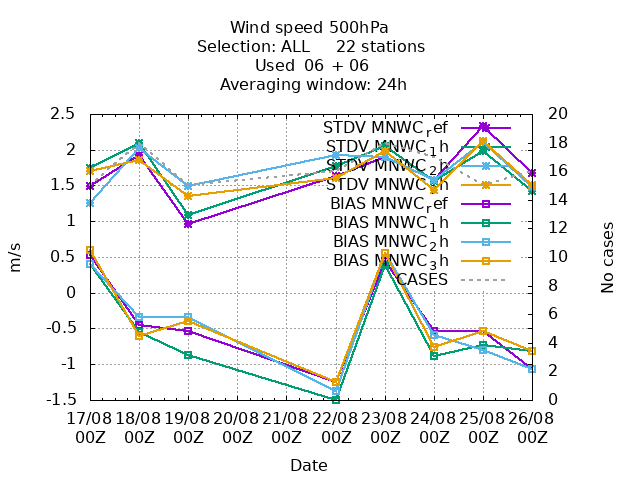 Wind speed 500hPa
Selection: ALL 22 stations
Used 06 + 06
Averaging window: 24h
m/s
2.5
2
1.5
1
0.5
0
-0.5
-1
-1.5
STDV MNWC_ref
STDV MNWC_1h
STDV MNWC_2h
STDV MNWC_3h
BIAS MNWC_ref
BIAS MNWC_1h
BIAS MNWC_2h
BIAS MNWC_3h
CASES
20
18
16
14
12
10
8
6
4
2
0
No cases
17/08 18/08 19/08 20/08 21/08 22/08 23/08 24/08 25/08 26/08
00Z 00Z 00Z 00Z 00Z 00Z 00Z 00Z 00Z 00Z
Date